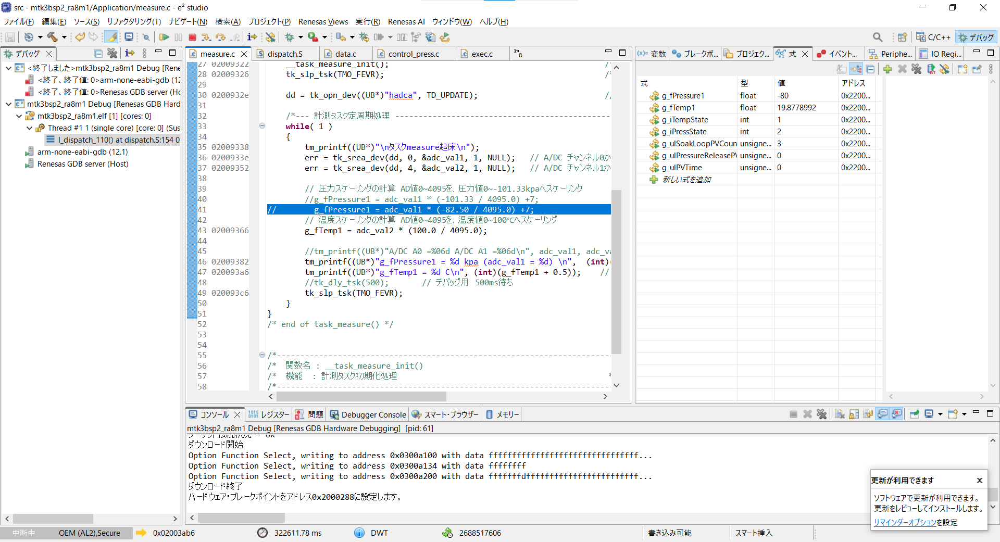 src - mtk3bsp2_ra8m1/Application/measure.c - e² studio
ファイル(F) 編集(E) ソース(S) リファクタリング(T) ナビゲート(N) 検索(A) プロジェクト(P) Renesas Views 実行(R) Renesas AI ウィンドウ(W) ヘルプ(H)
C/C++ デバッグ
デバッグ
<終了しました>mtk3bsp2_ra8m1 Debug [Rene
<終了、終了値: 0>arm-none-eabi-gdb (12
<終了、終了値: 0>Renesas GDB server (Ho
mtk3bsp2_ra8m1 Debug [Renesas GDB Hard
mtk3bsp2_ra8m1.elf [1] [cores: 0]
Thread #1 1 (single core) [core: 0] (Sus
I_dispatch_110() at dispatch.S:154 0
arm-none-eabi-gdb (12.1)
Renesas GDB server (Host)
measure.c dispatch.S data.c control_press.c exec.c »8
27 02009322 __task_measure_init(); /
28 02009326 tk_slp_tsk(TMO_FEVR); /*
29
30 0200932e dd = tk_opn_dev((UB*)"hadca", TD_UPDATE); //
31
32 /*--- 計測タスク定周期処理 ----------------------------------------------
33 while( 1 )
34 {
35 02009338 tm_printf((UB*)"\nタスクmeasure起床\n");
36 0200933e err = tk_srea_dev(dd, 0, &adc_val1, 1, NULL); // A/DC チャンネル0か
37 02009352 err = tk_srea_dev(dd, 4, &adc_val2, 1, NULL); // A/DC チャンネル1か
38
39 // 圧力スケーリングの計算 AD値0~4095を、圧力値0~-101.33kpaへスケーリング
40 //g_fPressure1 = adc_val1 * (-101.33 / 4095.0) +7;
41 // g_fPressure1 = adc_val1 * (-82.50 / 4095.0) +7;
42 // 温度スケーリングの計算 AD値0~4095を、温度値0~100℃へスケーリング
43 02009366 g_fTemp1 = adc_val2 * (100.0 / 4095.0);
44
45 //tm_printf((UB*)"A/DC A0 =%06d A/DC A1 =%06d\n", adc_val1, adc_va
46 02009382 tm_printf((UB*)"g_fPressure1 = %d kpa (adc_val1 = %d) \n", (int)(
47 020093a6 tm_printf((UB*)"g_fTemp1 = %d C\n", (int)(g_fTemp1 + 0.5)); //
48 //tk_dly_tsk(500); // デバッグ用 500ms待ち
49 020093c6 tk_slp_tsk(TMO_FEVR);
50 }
51 }
52 /* end of task_measure() */
53
54
55 /*-----------------------------------------------------------------------
56 /* 関数名 : __task_measure_init()
57 /* 機能 : 計測タスク初期化処理 *
58 /*-----------------------------------------------------------------------
(x)= 変数 ブレークポ... プロジェク... 式 イベント... Periphe... IO Regi...
式 型 値 アドレス
g_fPressure1 float -80 0x2200...
g_fTemp1 float 19.8778992 0x2200...
g_iTempState int 1 0x2200...
g_iPressState int 2 0x2200...
g_ulSoakLoopPVCoun unsigne... 3 0x2200...
g_ulPressureReleasePV unsigne... 0 0x2200...
g_ulPVTime unsigne... 0 0x2200...
新しい式を追加
コンソール レジスター 問題 Debugger Console スマート・ブラウザー メモリー
mtk3bsp2_ra8m1 Debug [Renesas GDB Hardware Debugging] [pid: 61]
ターゲット接続状況 - OK
ダウンロード開始
Option Function Select, writing to address 0x0300a100 with data ffffffffffffffffffffffffffffffff...
Option Function Select, writing to address 0x0300a134 with data ffffffff
Option Function Select, writing to address 0x0300a200 with data fffffffdffffffffffffffffffffffff...
ダウンロード終了
ハードウェア・ブレークポイントをアドレス0x2000288に設定します。
更新が利用できます
ソフトウェアで更新が利用できます。
更新をレビューしてインストールします。
リマインダーオプションを設定
中断中 OEM (AL2),Secure 0x02003ab6 322611.78 ms DWT 2688517606 書き込み可能 スマート挿入